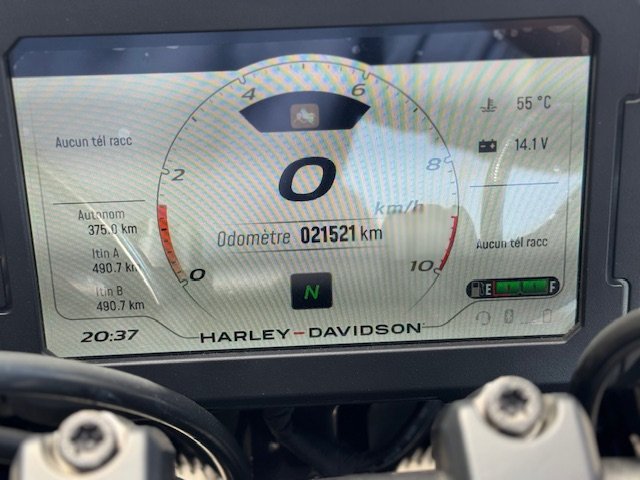 Aucun tél racc
Autonom
375.0 km
Itin A
490.7 km
Itin B
490.7 km
20:37
0
2
4
6
8
10
0
km/h
Odomètre 021521 km
N
HARLEY-DAVIDSON
55 °C
14.1 V
Aucun tél racc
E F